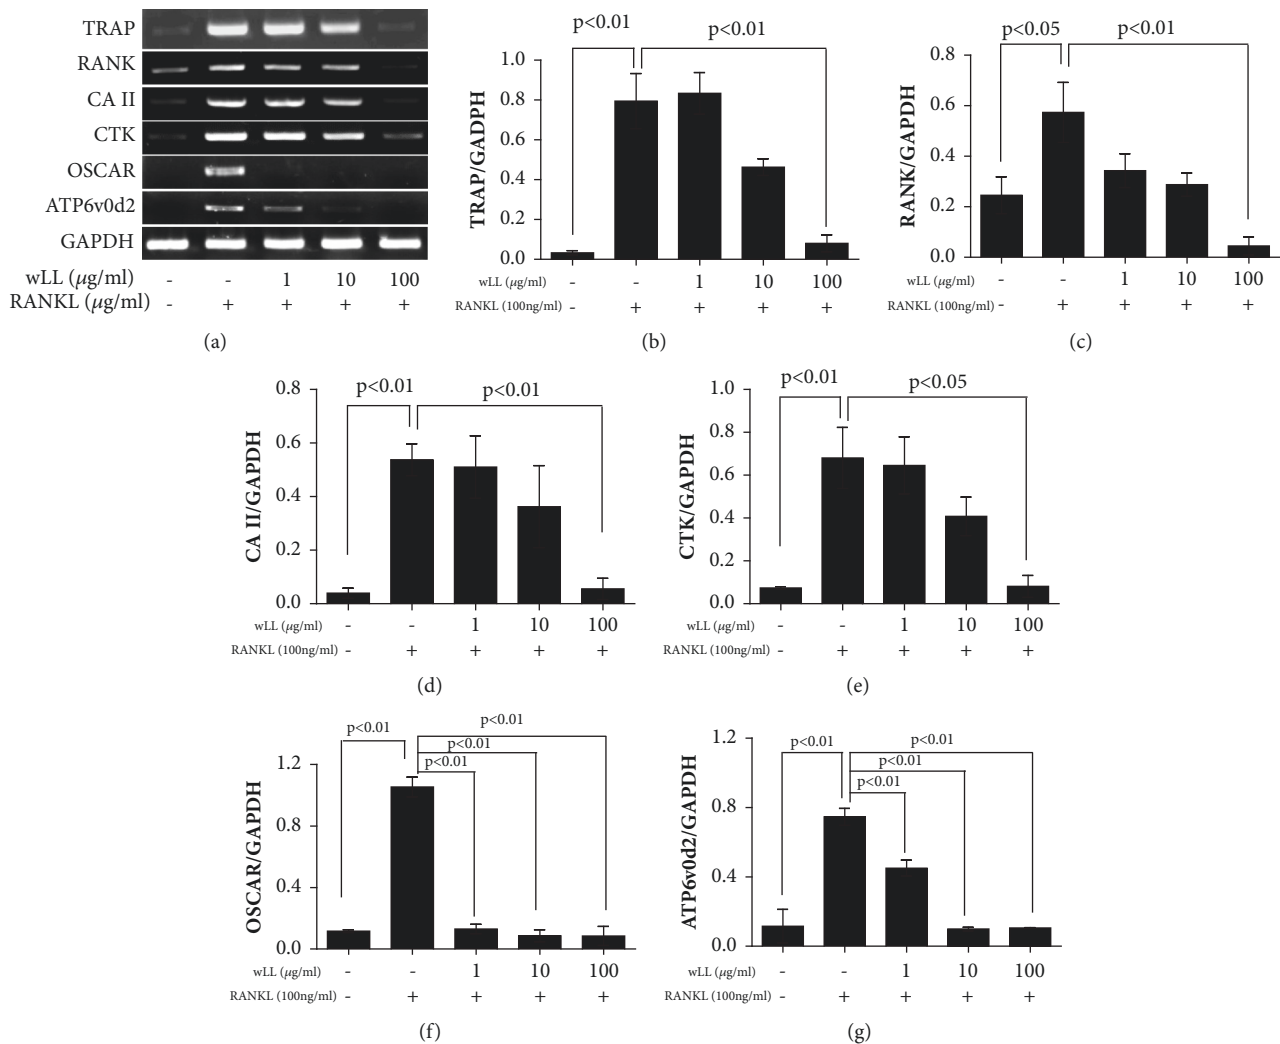 TRAP
RANK
CA II
CTK
OSCAR
ATP6v0d2
GAPDH
wLL (µg/ml) - - 1 10 100
RANKL (µg/ml) - + + + +
(a)
p<0.01 p<0.01
TRAP/GADPH
1.0
0.8
0.6
0.4
0.2
0.0
wLL (µg/ml) - - 1 10 100
RANKL (100ng/ml) - + + + +
(b)
p<0.05 p<0.01
RANK/GAPDH
0.8
0.6
0.4
0.2
0.0
wLL (µg/ml) - - 1 10 100
RANKL (100ng/ml) - + + + +
(c)
p<0.01 p<0.01
CA II/GAPDH
0.8
0.6
0.4
0.2
0.0
wLL (µg/ml) - - 1 10 100
RANKL (100ng/ml) - + + + +
(d)
p<0.01 p<0.05
CTK/GAPDH
1.0
0.8
0.6
0.4
0.2
0.0
wLL (µg/ml) - - 1 10 100
RANKL (100ng/ml) - + + + +
(e)
p<0.01
p<0.01
p<0.01
p<0.01
OSCAR/GAPDH
1.2
0.8
0.4
0.0
wLL (µg/ml) - - 1 10 100
RANKL (100ng/ml) - + + + +
(f)
p<0.01 p<0.01
p<0.01
p<0.01
ATP6v0d2/GAPDH
1.2
0.8
0.4
0.0
wLL (µg/ml) - - 1 10 100
RANKL (100ng/ml) - + + + +
(g)